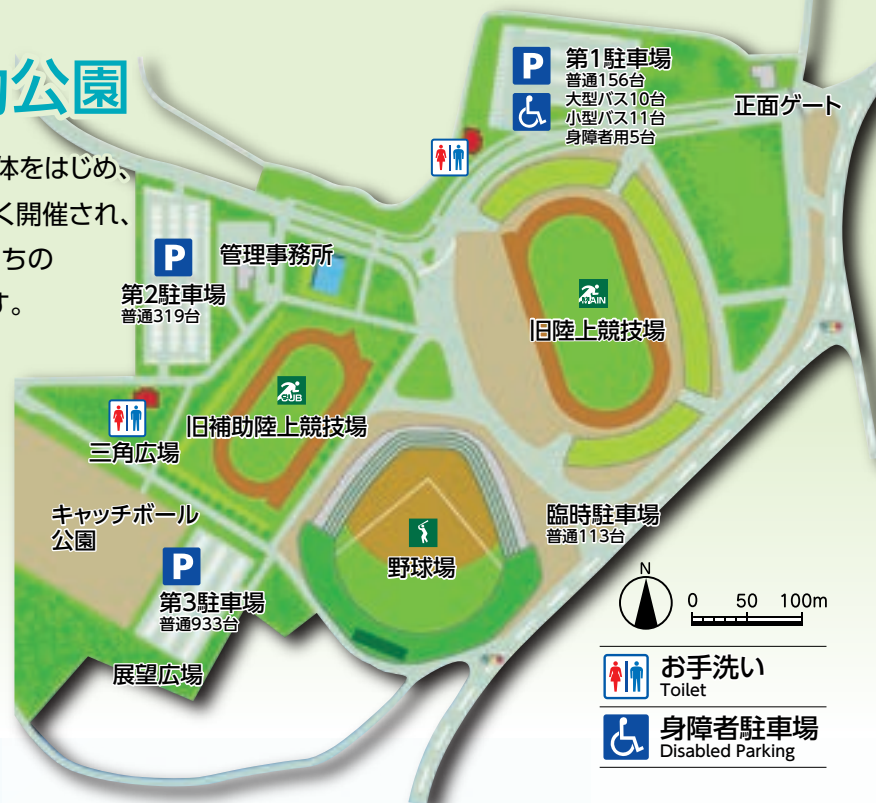 公園
体をはじめ、
く開催され、
ちの
す。
P
第1駐車場
普通156台
大型バス10台
小型バス11台
身障者用5台
正面ゲート
P
管理事務所
第2駐車場
普通319台
MAIN
旧陸上競技場
SUB
旧補助陸上競技場
三角広場
キャッチボール
公園
臨時駐車場
普通113台
野球場
P
第3駐車場
普通933台
展望広場
N
0 50 100m
お手洗い
Toilet
身障者駐車場
Disabled Parking